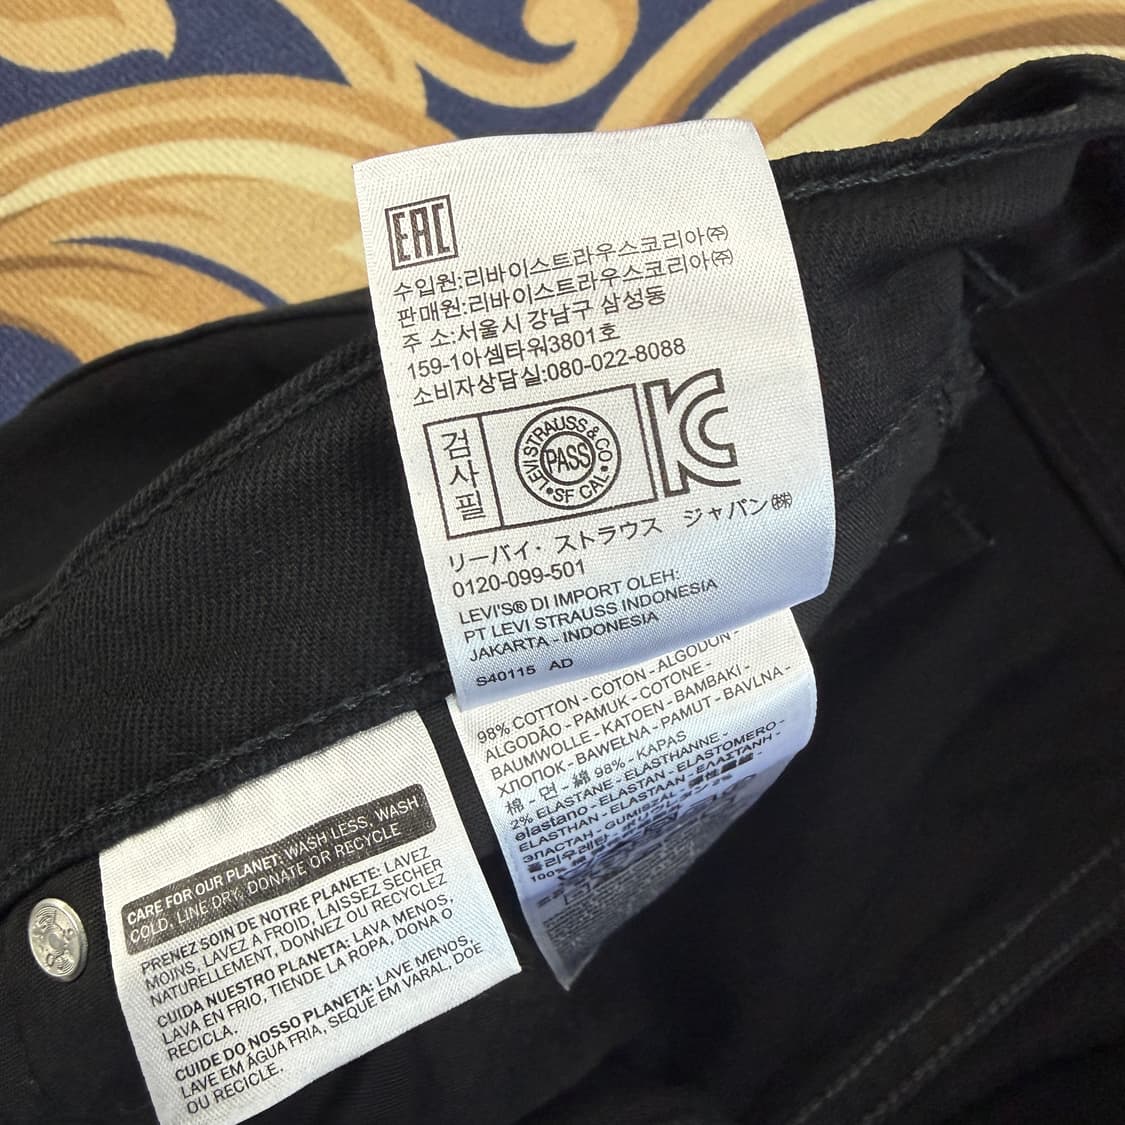 EAC
수입원:리바이스트라우스코리아㈜
판매원:리바이스트라우스코리아㈜
주 소:서울시 강남구 삼성동
159-1아셈타워3801호
소비자상담실:080-022-8088
검사필
LEVI STRAUSS & CO
PASS
SF CAL
KC
リーバイ・ストラウス ジャパン㈱
0120-099-501
LEVI'S® DI IMPORT OLEH:
PT LEVI STRAUSS INDONESIA
JAKARTA - INDONESIA
S40115 AD
98% COTTON - COTON - ALGODÓN -
ALGODÃO - PAMUK - COTONE -
BAUMWOLLE - KATOEN - BAMBAKI -
ХЛОПОК - BAWEŁNA - PAMUT - BAVLNA -
棉 - 면 - 綿 98% - KAPAS
2% ELASTANE - ELASTHANNE -
elastano - ELASTAN - ELASTOMERO -
ELASTHAN - ELASTAAN - ΕΛΑΣΤΑΝΗ -
ЭЛАСТАН - GUMISZÁL -
100%
CARE FOR OUR PLANET: WASH LESS, WASH
COLD, LINE DRY, DONATE OR RECYCLE
PRENEZ SOIN DE NOTRE PLANETE: LAVEZ
MOINS, LAVEZ A FROID, LAISSEZ SECHER
NATURELLEMENT, DONNEZ OU RECYCLEZ
CUIDA NUESTRO PLANETA: LAVA MENOS,
LAVA EN FRIO, TIENDE LA ROPA, DONA O
RECICLA.
CUIDE DO NOSSO PLANETA: LAVE MENOS,
LAVE EM ÁGUA FRIA, SEQUE EM VARAL, DOE
OU RECICLE.